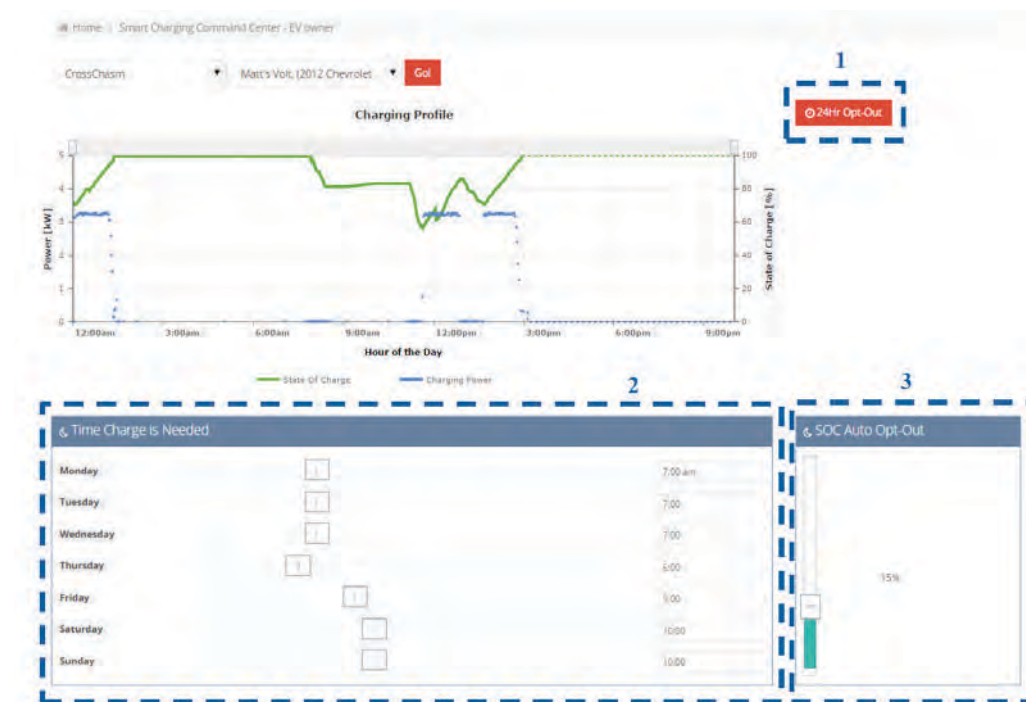 Home / Smart Charging Command Center - EV owner
CrossChasm Matt's Volt, (2012 Chevrolet Go!
1
24Hr Opt-Out
Charging Profile
5
4
3
2
1
0
100
80
60
40
20
0
Power [kW]
State of Charge [%]
12:00am 3:00am 6:00am 9:00am 12:00pm 3:00pm 6:00pm 9:00pm
Hour of the Day
State Of Charge Charging Power
2
3
Time Charge is Needed
Monday 7:00 am
Tuesday 7:00
Wednesday 7:00
Thursday 6:00
Friday 9:00
Saturday 10:00
Sunday 10:00
SOC Auto Opt-Out
15%